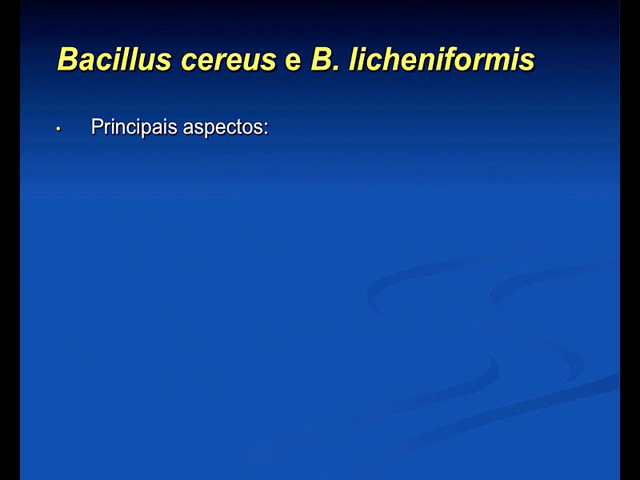 Bacillus cereus e B. licheniformis
• Principais aspectos: